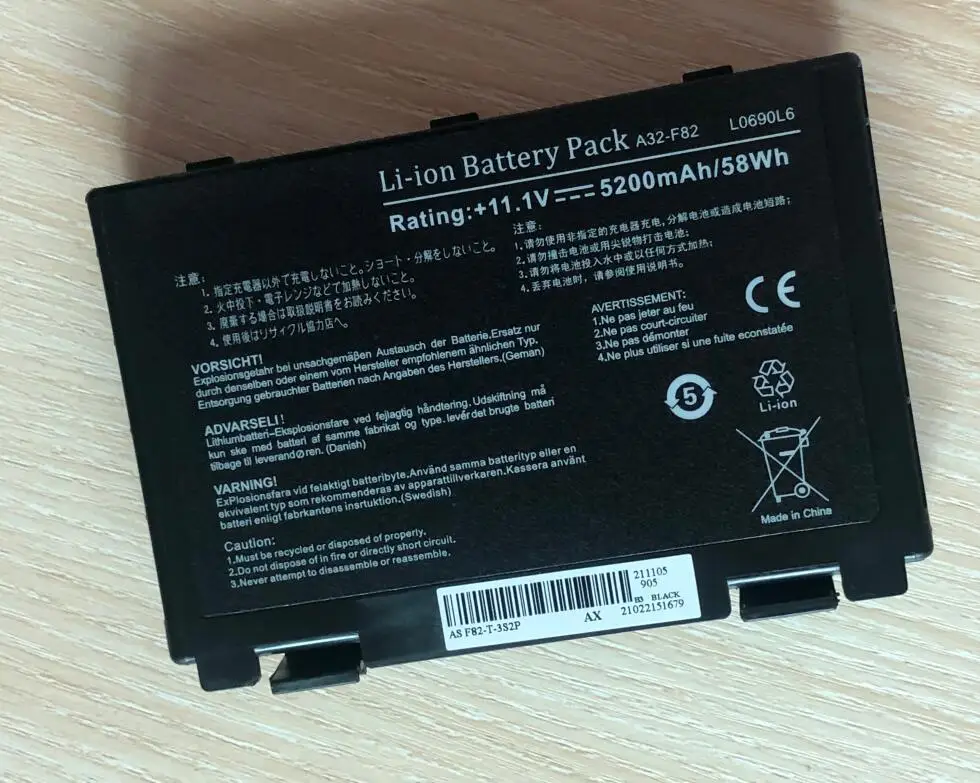 Li-ion Battery Pack A32-F82 L0690L6
Rating:+11.1V 5200mAh/58Wh
注意:
1. 指定充電器以外で充電しないこと。ショート・分解をしないこと。
2. 火中投下・電子レンジなどで加熱しないこと。
3. 廃棄する場合は取扱説明書をお読みください。
4. 使用後はリサイクル協力店へ。
注意:
1. 请勿使用非指定的充电器充电,分解电池或造成电池短路;
2. 请勿撞击电池或用尖锐物打击电池;
3. 请勿将电池投入水中或以任何方式加热;
4. 丢弃电池时,请参阅使用说明书。
VORSICHT!
Explosionsgefahr bei unsachgemäßen Austausch der Batterie.Ersatz nur
durch denselben oder einem vom Hersteller empfohlenem ähnlichen Typ.
Entsorgung gebrauchter Batterien nach Angaben des Herstellers.(Geman)
AVERTISSEMENT:
1.Ne pas jeter au feu
2.Ne pas court-circuiter
3.Ne pas démonter
4.Ne plus utiliser si une fuite econstatée
CE
ADVARSELI!
Lithiumbatteri-Eksplosionsfare ved fejlagtig håndtering. Udskiftning må
kun ske med batteri af samme fabrikat og type. leverdet brugte batteri
tilbage til leverandøren. (Danish)
5
Li-ion
VARNING!
ExPlosionsfara vid felaktigt batteribyte. Använd samma batterityp eller en
ekvivalent typ som rekommenderas av apparattillverkaren. Kassera använt
batteri enligt fabrkantens insrtuktion.(Swedish)
Made in China
Caution:
1.Must be recycled or disposed of properly.
2.Do not dispose of in fire or directly short circuit.
3.Never attempt to disassemble or reassemble.
211105
905
B3 BLACK
AS F82-T-3S2P AX 21022151679